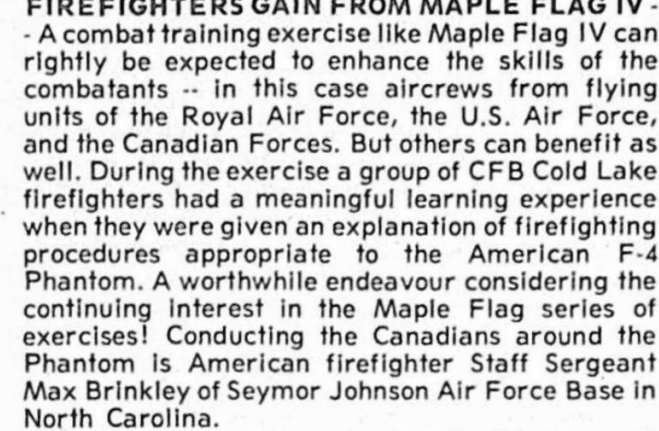 FIREFIGHTERS GAIN FROM MAPLE FLAG IV -
- A combat training exercise like Maple Flag IV can
rightly be expected to enhance the skills of the
combatants -- in this case aircrews from flying
units of the Royal Air Force, the U.S. Air Force,
and the Canadian Forces. But others can benefit as
well. During the exercise a group of CFB Cold Lake
firefighters had a meaningful learning experience
when they were given an explanation of firefighting
procedures appropriate to the American F-4
Phantom. A worthwhile endeavour considering the
continuing interest in the Maple Flag series of
exercises! Conducting the Canadians around the
Phantom is American firefighter Staff Sergeant
Max Brinkley of Seymor Johnson Air Force Base in
North Carolina.